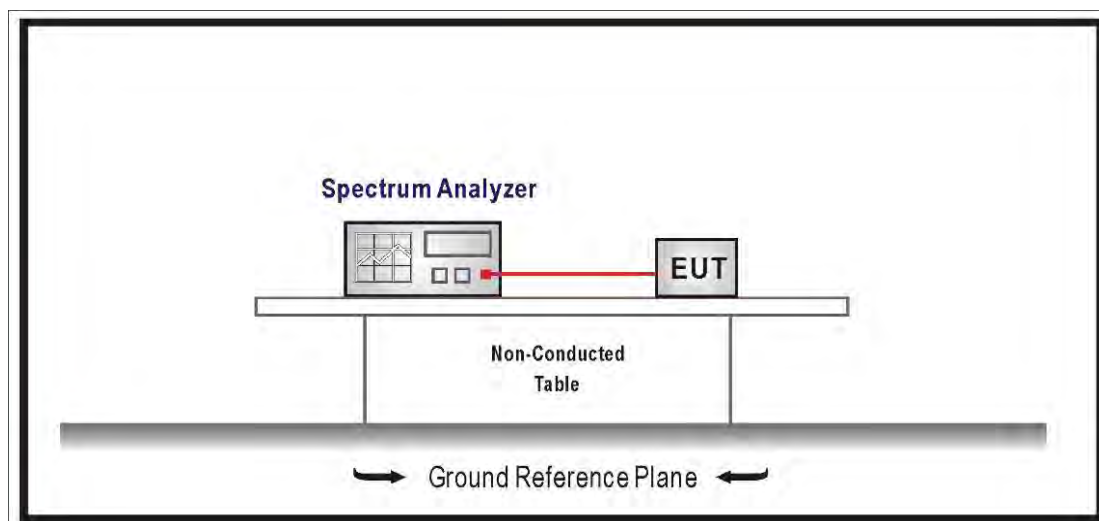 Spectrum Analyzer
EUT
Non-Conducted
Table
Ground Reference Plane